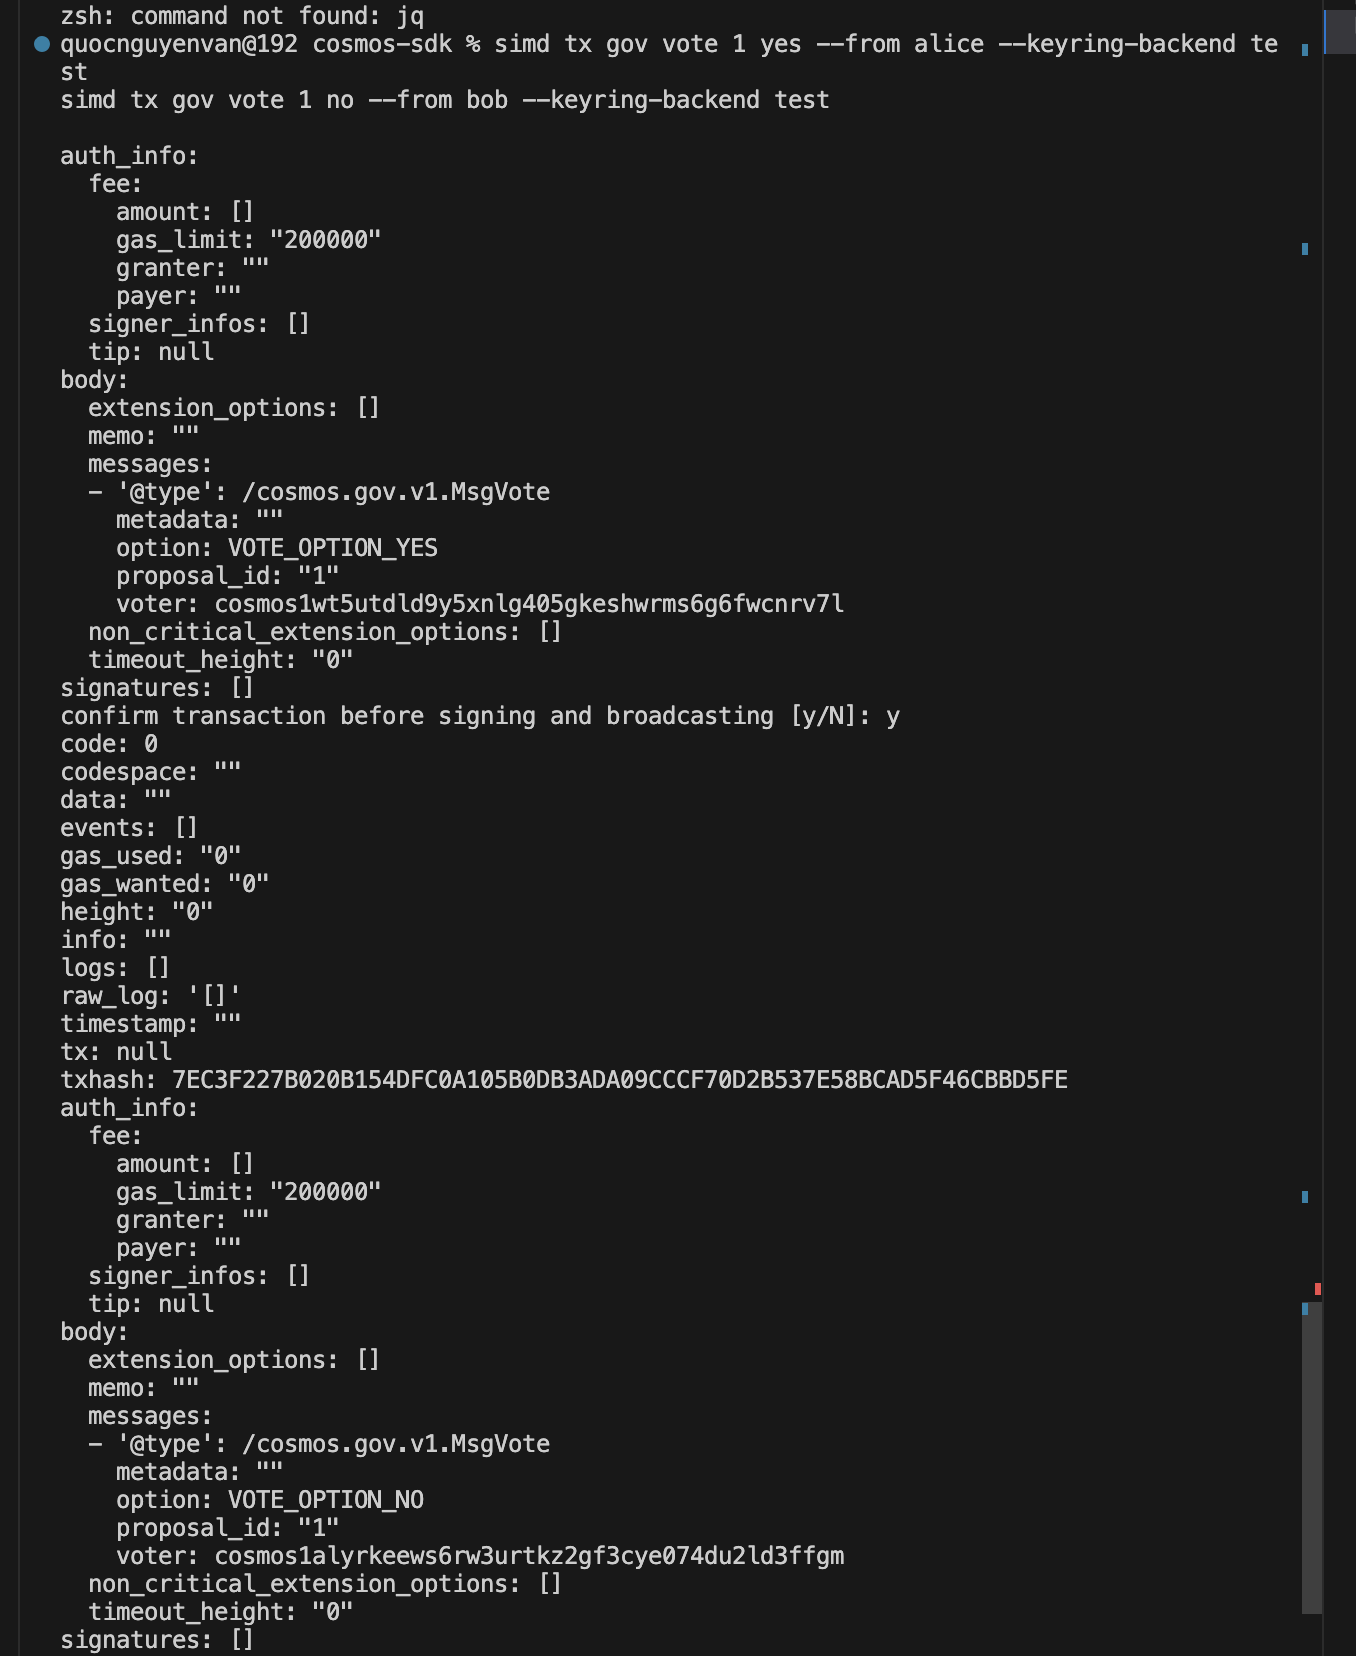 zsh: command not found: jq
quocnguyenvan@192 cosmos-sdk % simd tx gov vote 1 yes --from alice --keyring-backend te
st
simd tx gov vote 1 no --from bob --keyring-backend test
auth_info:
  fee:
    amount: []
    gas_limit: "200000"
    granter: ""
    payer: ""
  signer_infos: []
  tip: null
body:
  extension_options: []
  memo: ""
  messages:
  - '@type': /cosmos.gov.v1.MsgVote
    metadata: ""
    option: VOTE_OPTION_YES
    proposal_id: "1"
    voter: cosmos1wt5utdld9y5xnlg405gkeshwrms6g6fwcnrv7l
  non_critical_extension_options: []
  timeout_height: "0"
signatures: []
confirm transaction before signing and broadcasting [y/N]: y
code: 0
codespace: ""
data: ""
events: []
gas_used: "0"
gas_wanted: "0"
height: "0"
info: ""
logs: []
raw_log: '[]'
timestamp: ""
tx: null
txhash: 7EC3F227B020B154DFC0A105B0DB3ADA09CCCF70D2B537E58BCAD5F46CBBD5FE
auth_info:
  fee:
    amount: []
    gas_limit: "200000"
    granter: ""
    payer: ""
  signer_infos: []
  tip: null
body:
  extension_options: []
  memo: ""
  messages:
  - '@type': /cosmos.gov.v1.MsgVote
    metadata: ""
    option: VOTE_OPTION_NO
    proposal_id: "1"
    voter: cosmos1alyrkeews6rw3urtkz2gf3cye074du2ld3ffgm
  non_critical_extension_options: []
  timeout_height: "0"
signatures: []